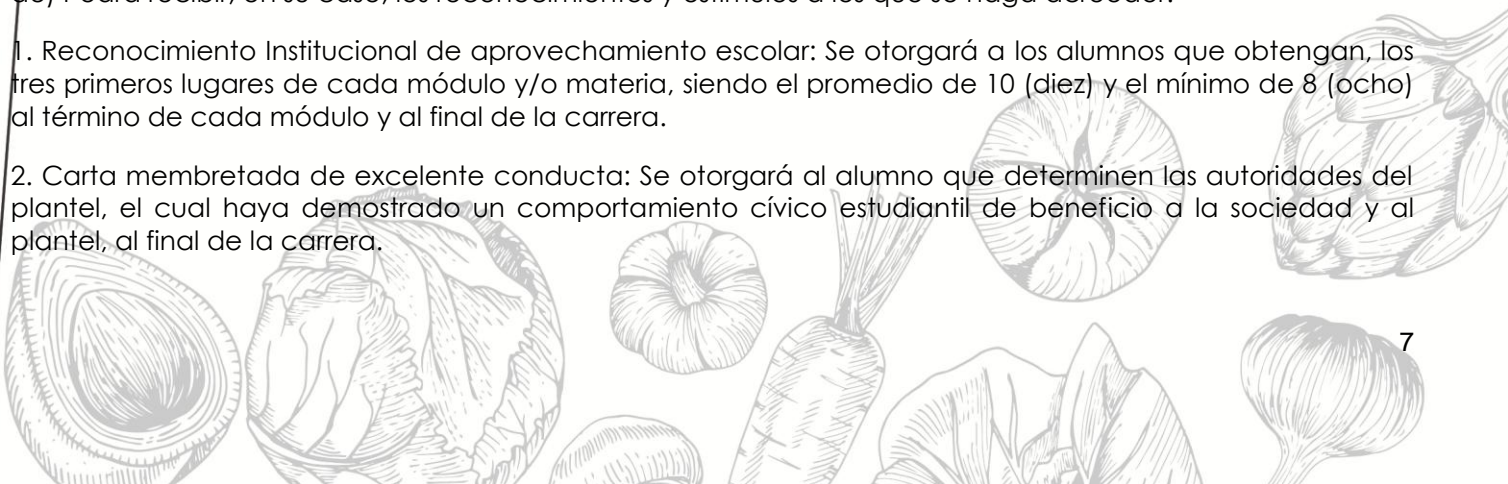 1. Reconocimiento Institucional de aprovechamiento escolar: Se otorgará a los alumnos que obtengan, los
tres primeros lugares de cada módulo y/o materia, siendo el promedio de 10 (diez) y el mínimo de 8 (ocho)
al término de cada módulo y al final de la carrera.
2. Carta membretada de excelente conducta: Se otorgará al alumno que determinen las autoridades del
plantel, el cual haya demostrado un comportamiento cívico estudiantil de beneficio a la sociedad y al
plantel, al final de la carrera.
7